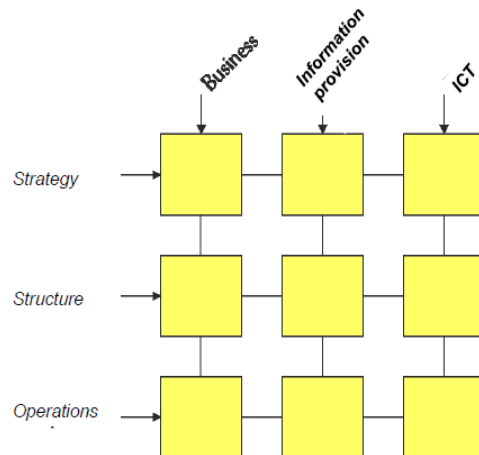 Business
Information
provision
ICT
Strategy
Structure
Operations